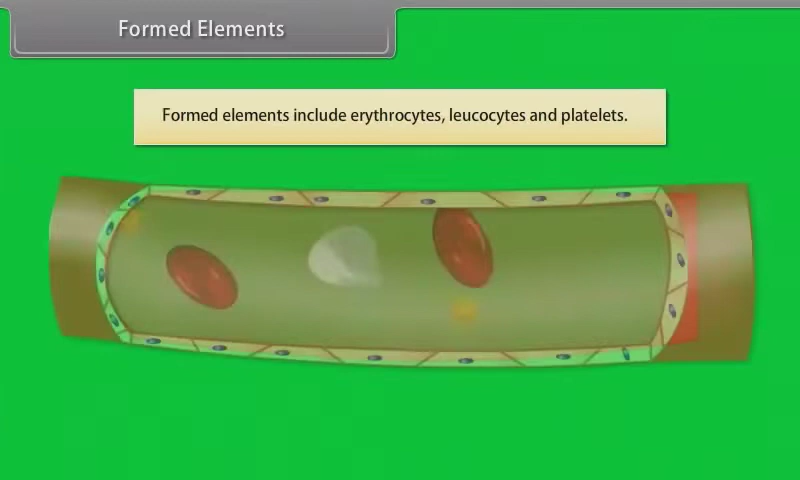 Formed Elements
Formed elements include erythrocytes, leucocytes and platelets.